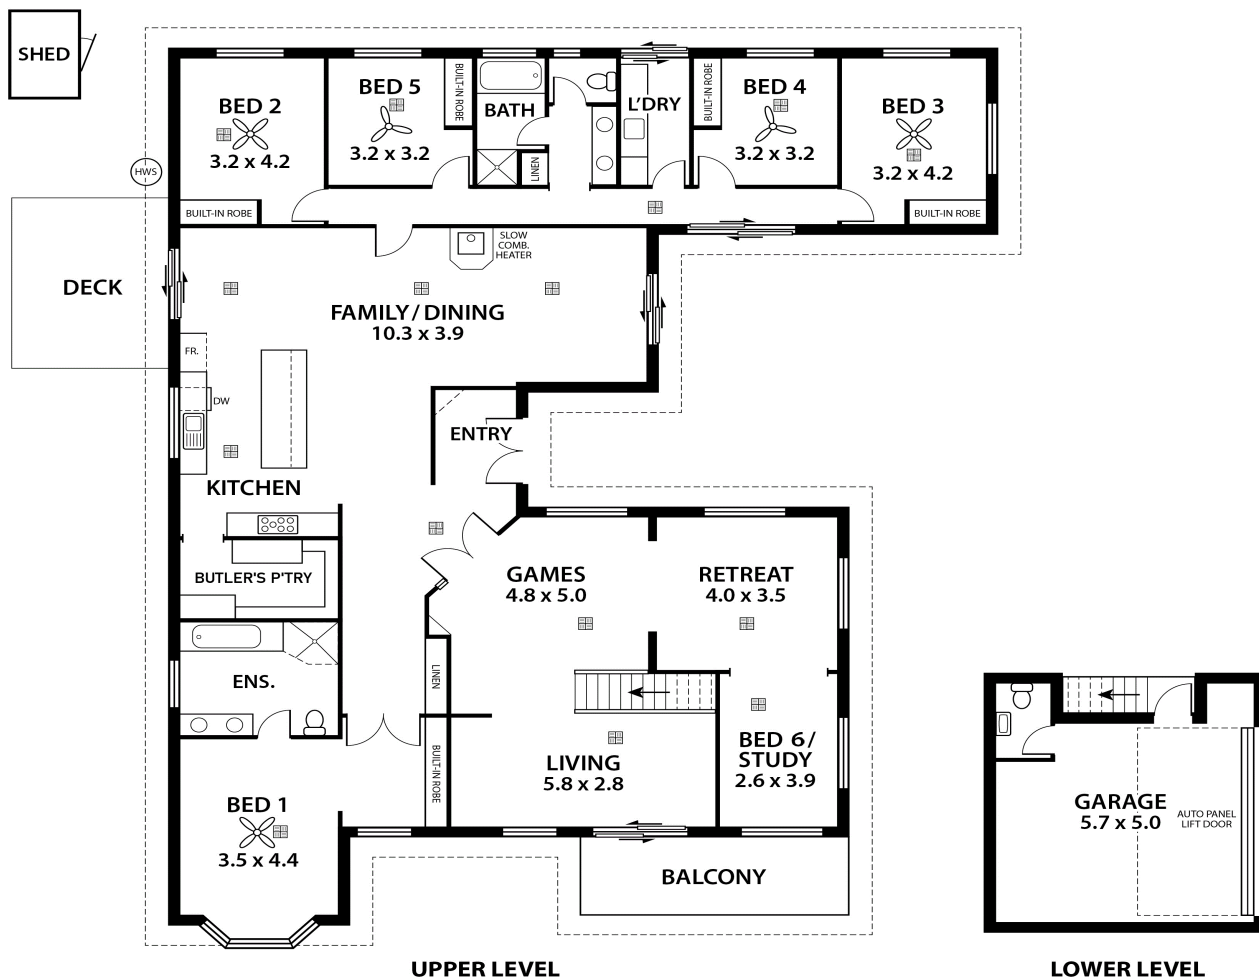 SHED
BED 2
3.2 x 4.2
BUILT-IN ROBE
BED 5
3.2 x 3.2
BUILT-IN ROBE
BATH
LINEN
L'DRY
BUILT-IN ROBE
BED 4
3.2 x 3.2
BED 3
3.2 x 4.2
BUILT-IN ROBE
HWS
DECK
SLOW
COMB.
HEATER
FAMILY/DINING
10.3 x 3.9
FR.
DW
ENTRY
KITCHEN
BUTLER'S P'TRY
GAMES
4.8 x 5.0
RETREAT
4.0 x 3.5
ENS.
LINEN
BUILT-IN ROBE
LIVING
5.8 x 2.8
BED 6/
STUDY
2.6 x 3.9
BED 1
3.5 x 4.4
BALCONY
GARAGE
5.7 x 5.0
AUTO PANEL
LIFT DOOR
UPPER LEVEL
LOWER LEVEL